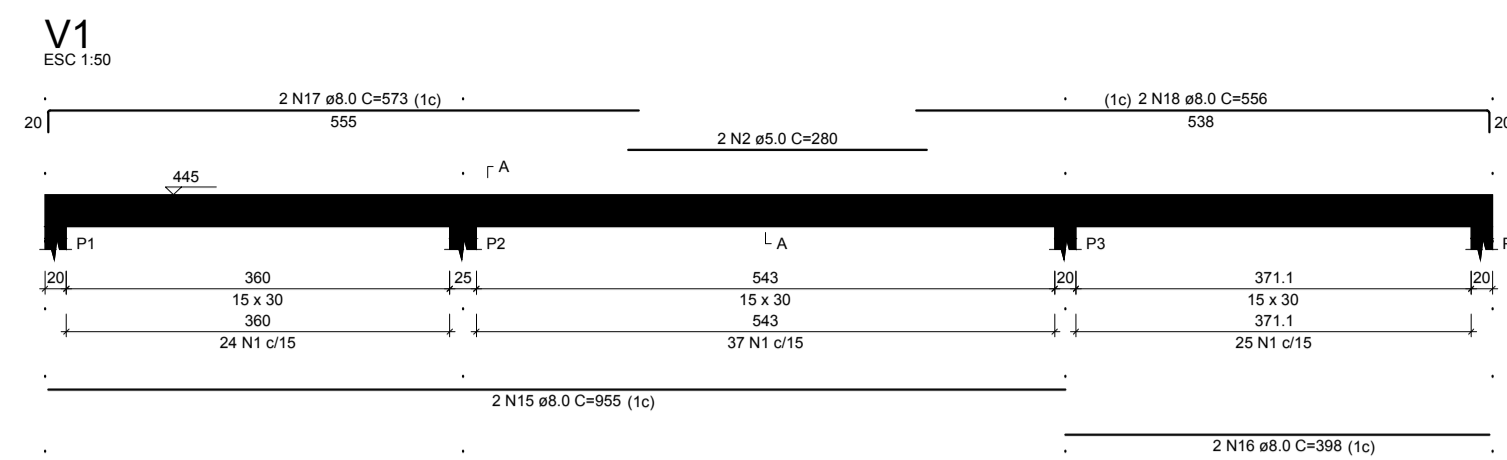 V1
ESC 1:50
2 N17 ø8.0 C=573 (1c)
(1c) 2 N18 ø8.0 C=556
20
555
538
20
2 N2 ø5.0 C=280
A
445
P1
P2
A
P3
P
20
360
25
543
20
371.1
20
15 x 30
15 x 30
15 x 30
360
543
371.1
24 N1 c/15
37 N1 c/15
25 N1 c/15
2 N15 ø8.0 C=955 (1c)
2 N16 ø8.0 C=398 (1c)